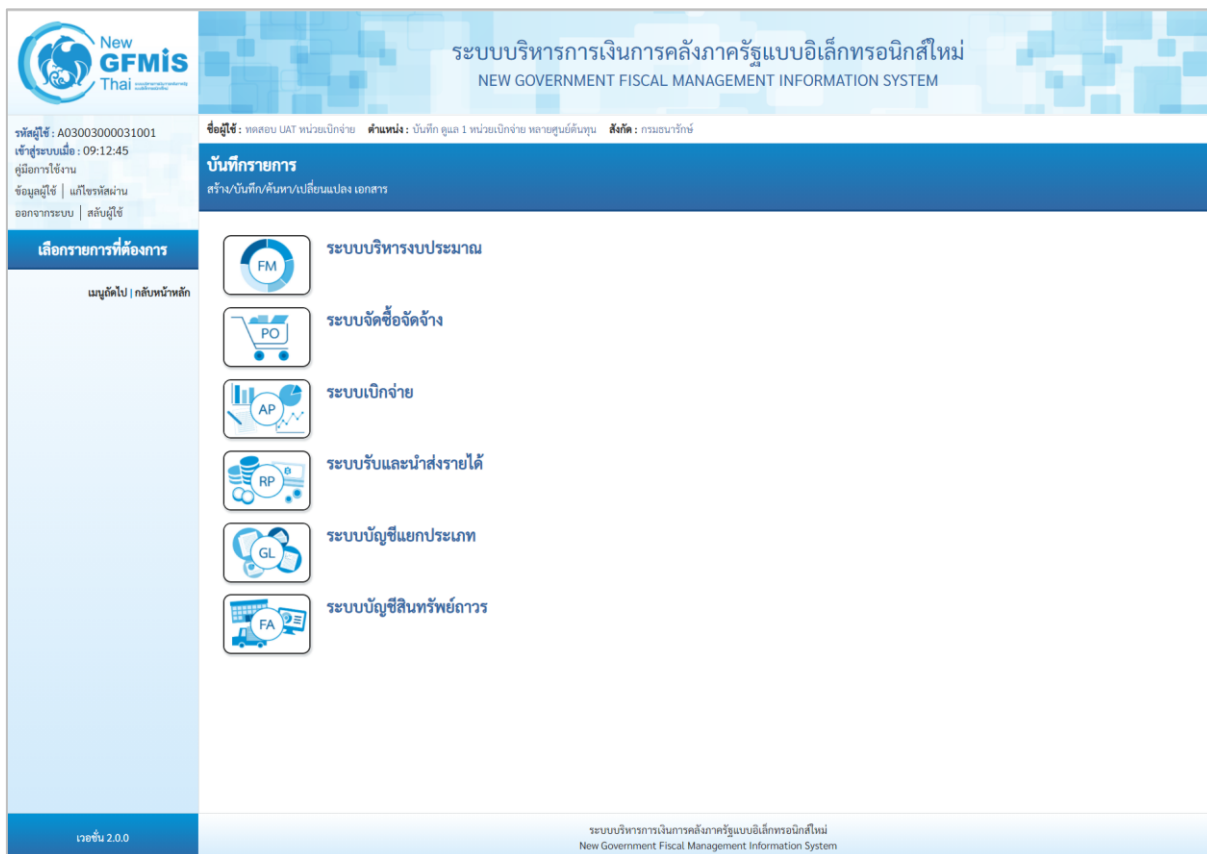 New
GFMiS
Thai
ระบบบริหารการเงินการคลังภาครัฐแบบอิเล็กทรอนิกส์ใหม่
NEW GOVERNMENT FISCAL MANAGEMENT INFORMATION SYSTEM
รหัสผู้ใช้ : A03003000031001
เข้าสู่ระบบเมื่อ : 09:12:45
คู่มือการใช้งาน
ข้อมูลผู้ใช้ | แก้ไขรหัสผ่าน
ออกจากระบบ | สลับผู้ใช้
ชื่อผู้ใช้ : ทดสอบ UAT หน่วยเบิกจ่าย ตำแหน่ง : บันทึก ดูแล 1 หน่วยเบิกจ่าย หลายศูนย์ต้นทุน สังกัด : กรมธนารักษ์
บันทึกรายการ
สร้าง/บันทึก/ค้นหา/เปลี่ยนแปลง เอกสาร
เลือกรายการที่ต้องการ
เมนูถัดไป | กลับหน้าหลัก
FM
ระบบบริหารงบประมาณ
PO
ระบบจัดซื้อจัดจ้าง
AP
ระบบเบิกจ่าย
RP
ระบบรับและนำส่งรายได้
GL
ระบบบัญชีแยกประเภท
FA
ระบบบัญชีสินทรัพย์ถาวร
เวอชั่น 2.0.0
ระบบบริหารการเงินการคลังภาครัฐแบบอิเล็กทรอนิกส์ใหม่
New Government Fiscal Management Information System